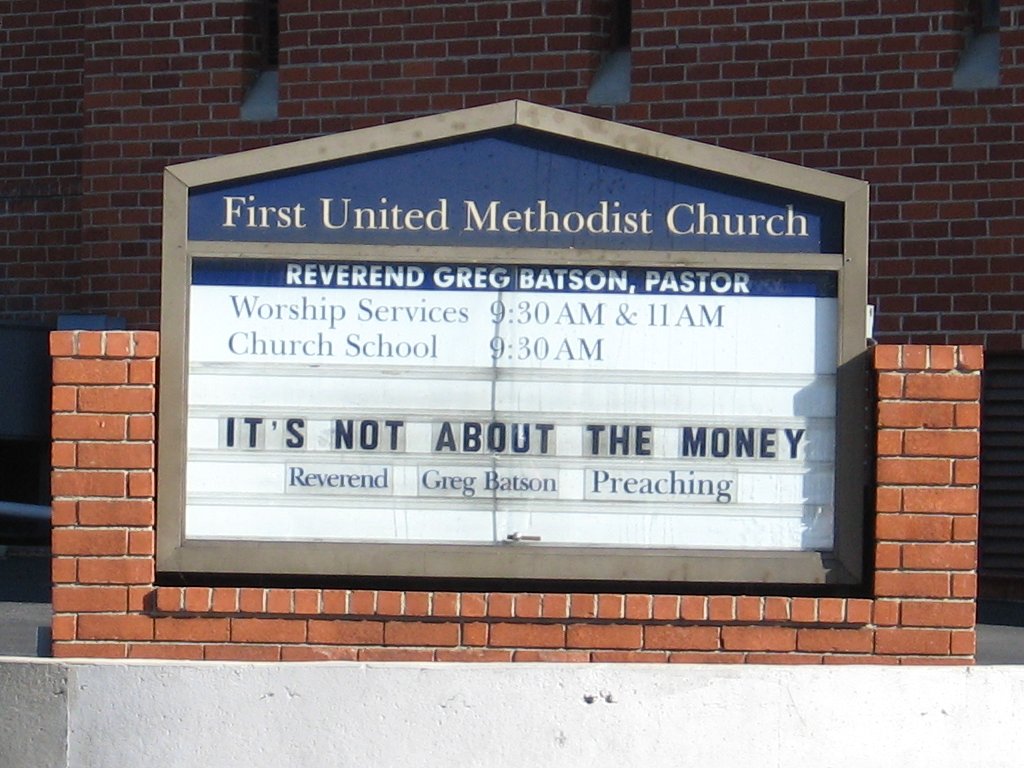 First United Methodist Church
REVEREND GREG BATSON, PASTOR
Worship Services 9:30 AM & 11 AM
Church School 9:30 AM
IT'S NOT ABOUT THE MONEY
Reverend Greg Batson Preaching